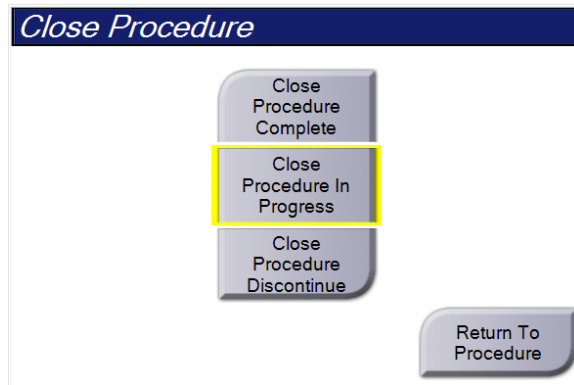 Close Procedure
Close
Procedure
Complete
Close
Procedure In
Progress
Close
Procedure
Discontinue
Return To
Procedure